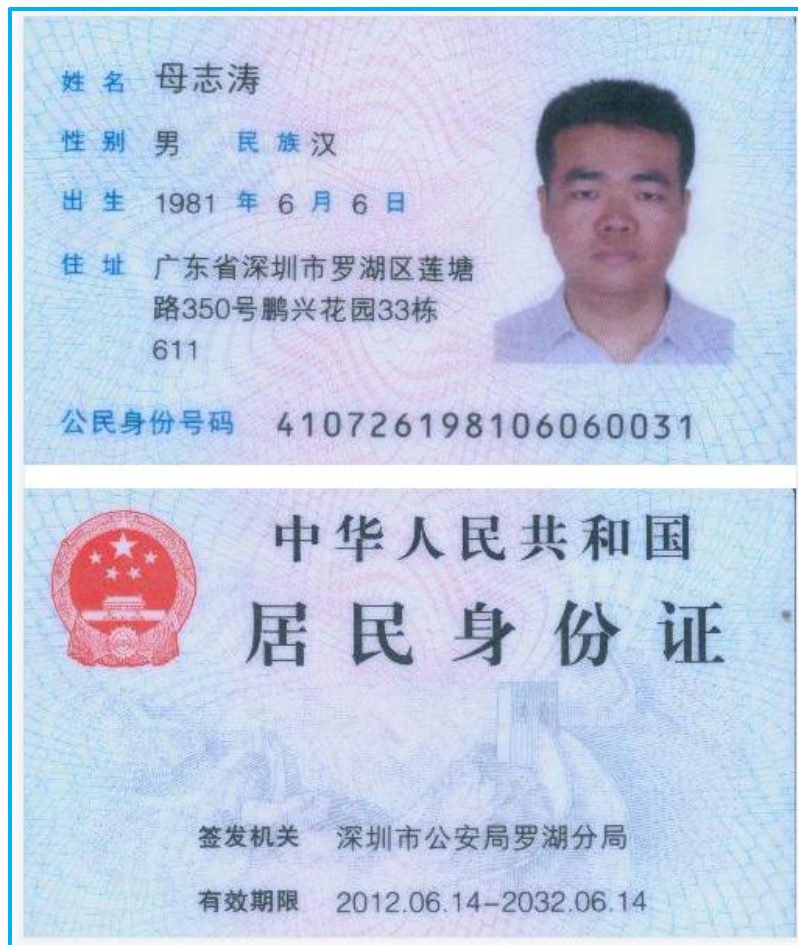 姓名 母志涛
性别 男 民族 汉
出生 1981 年 6 月 6 日
住址 广东省深圳市罗湖区莲塘
路350号鹏兴花园33栋
611
公民身份号码 410726198106060031
中华人民共和国
居民身份证
签发机关 深圳市公安局罗湖分局
有效期限 2012.06.14-2032.06.14